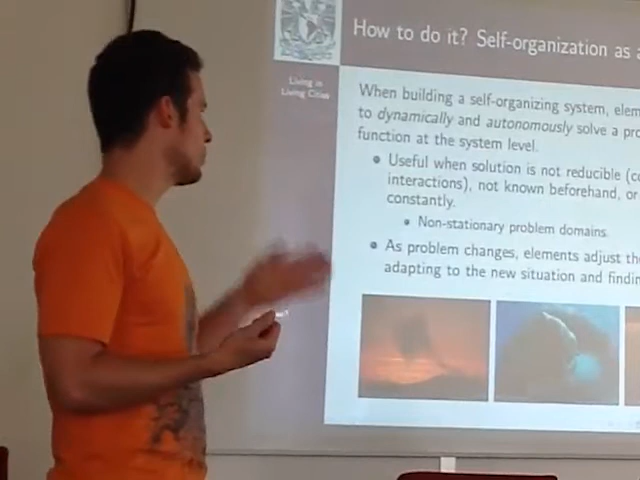 How to do it? Self-organization as a
Living in
Living Cities
When building a self-organizing system, elem
to dynamically and autonomously solve a pro
function at the system level.
• Useful when solution is not reducible (co
interactions), not known beforehand, or
constantly.
• Non-stationary problem domains.
• As problem changes, elements adjust the
adapting to the new situation and findin